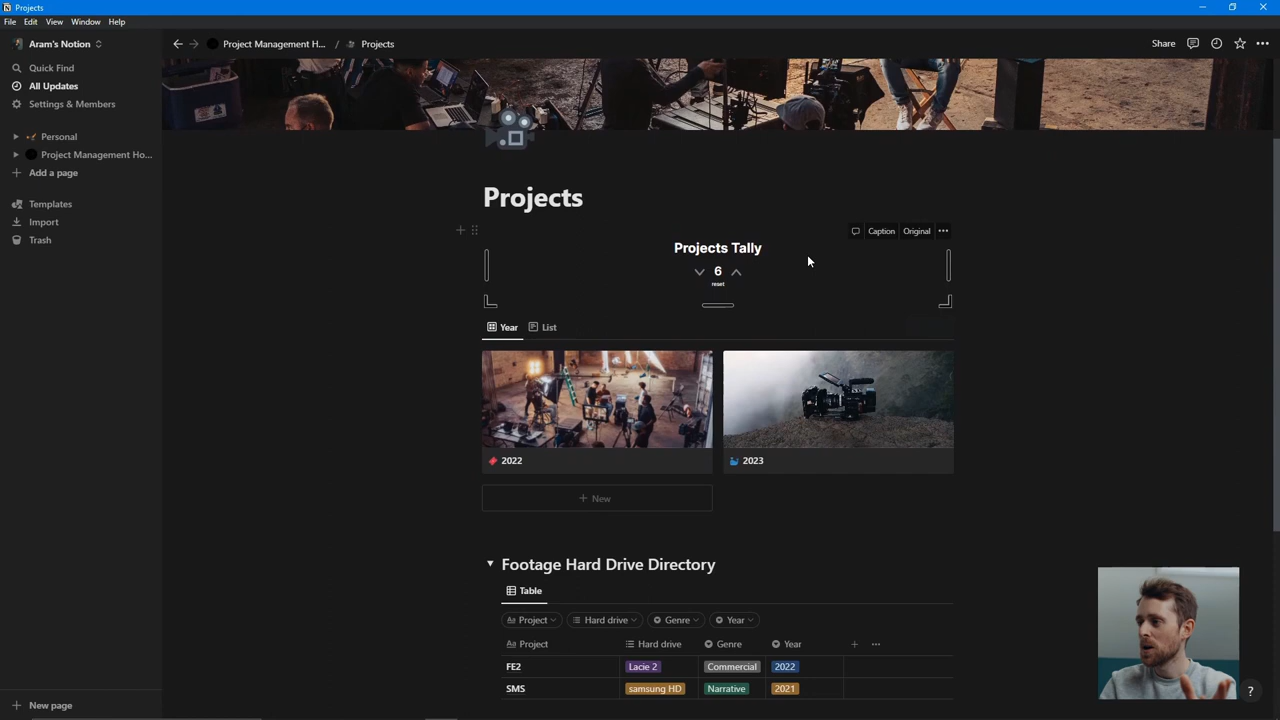 Projects
File Edit View Window Help
Aram's Notion
Project Management H... / Projects
Share
Quick Find
All Updates
Settings & Members
Personal
Project Management Ho...
Add a page
Templates
Import
Trash
New page
Projects
Caption Original
Projects Tally
6
reset
Year List
2022
2023
+ New
Footage Hard Drive Directory
Table
Aa Project Hard drive Genre Year
Aa Project Hard drive Genre Year
FE2 Lacie 2 Commercial 2022
SMS samsung HD Narrative 2021
?